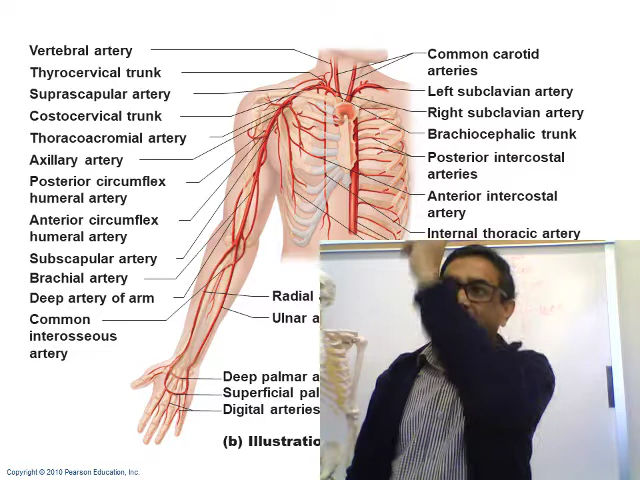 Vertebral artery
Thyrocervical trunk
Suprascapular artery
Costocervical trunk
Thoracoacromial artery
Axillary artery
Posterior circumflex
humeral artery
Anterior circumflex
humeral artery
Subscapular artery
Brachial artery
Deep artery of arm
Common
interosseous
artery
Common carotid
arteries
Left subclavian artery
Right subclavian artery
Brachiocephalic trunk
Posterior intercostal
arteries
Anterior intercostal
artery
Internal thoracic artery
Radial
Ulnar a
Deep palmar a
Superficial pal
Digital arteries
(b) Illustratio
Copyright © 2010 Pearson Education, Inc.